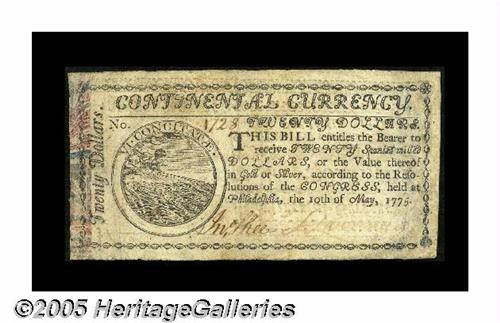 CONTINENTAL CURRENCY.
No. 1728 TWENTY DOLLARS.
VI CONCITATÆ
Twenty Dollars.
THIS BILL entitles the Bearer to
receive TWENTY Spanish milled
DOLLARS, or the Value thereof
in Gold or Silver, according to the Reso-
lutions of the CONGRESS, held at
Philadelphia, the 10th of May, 1775.
©2005 HeritageGalleries